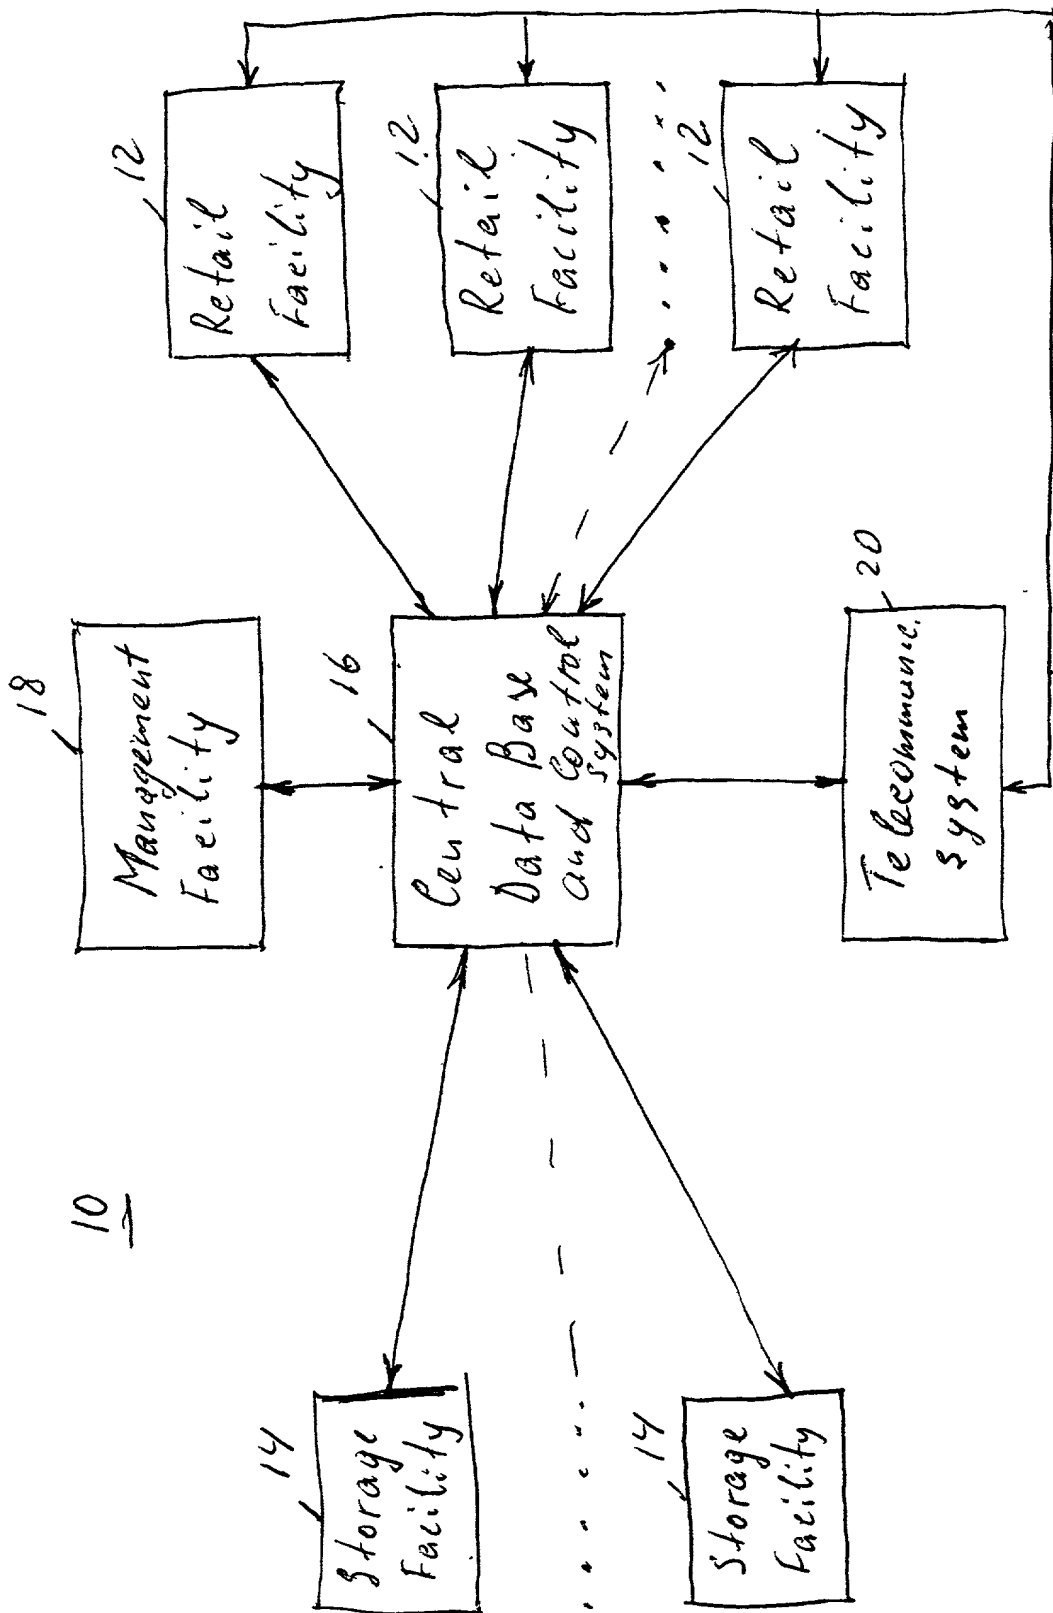 10
18
Management
Facility
14
Storage
Facility
16
Central
Data Base
and Control
System
12
Retail
Facility
12
Retail
Facility
14
Storage
Facility
12
Retail
Facility
20
Telecommunic.
System